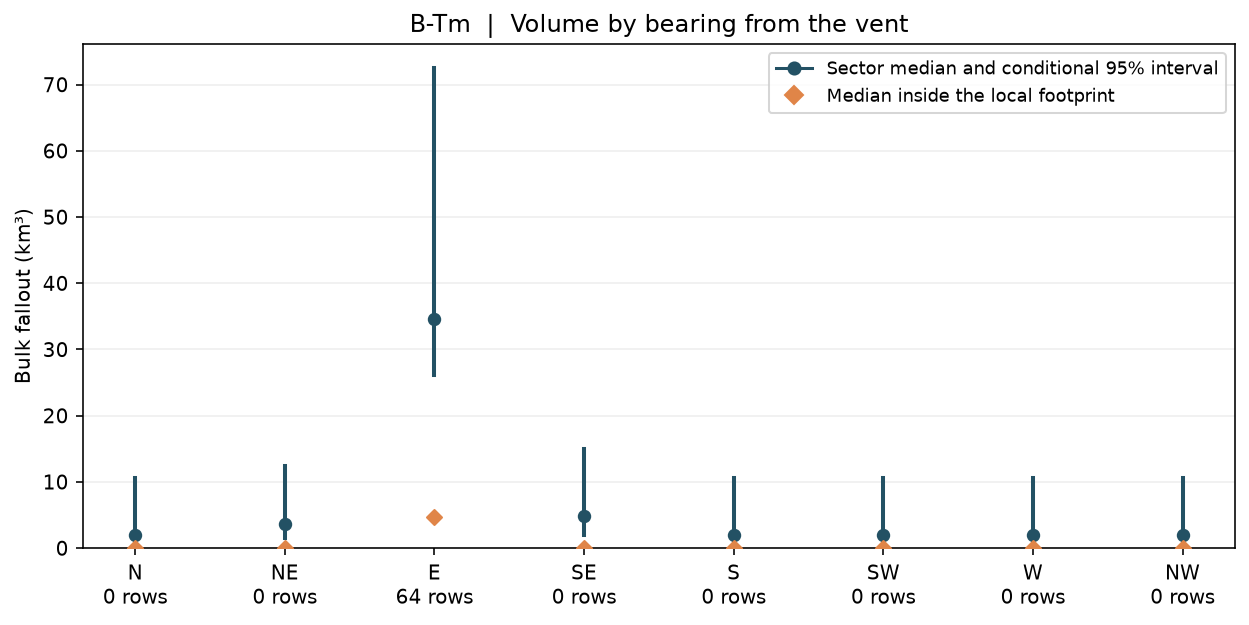 B-Tm | Volume by bearing from the vent
Sector median and conditional 95% interval
Median inside the local footprint
Bulk fallout (km³)
70
60
50
40
30
20
10
0
N NE E SE S SW W NW
0 rows 0 rows 64 rows 0 rows 0 rows 0 rows 0 rows 0 rows